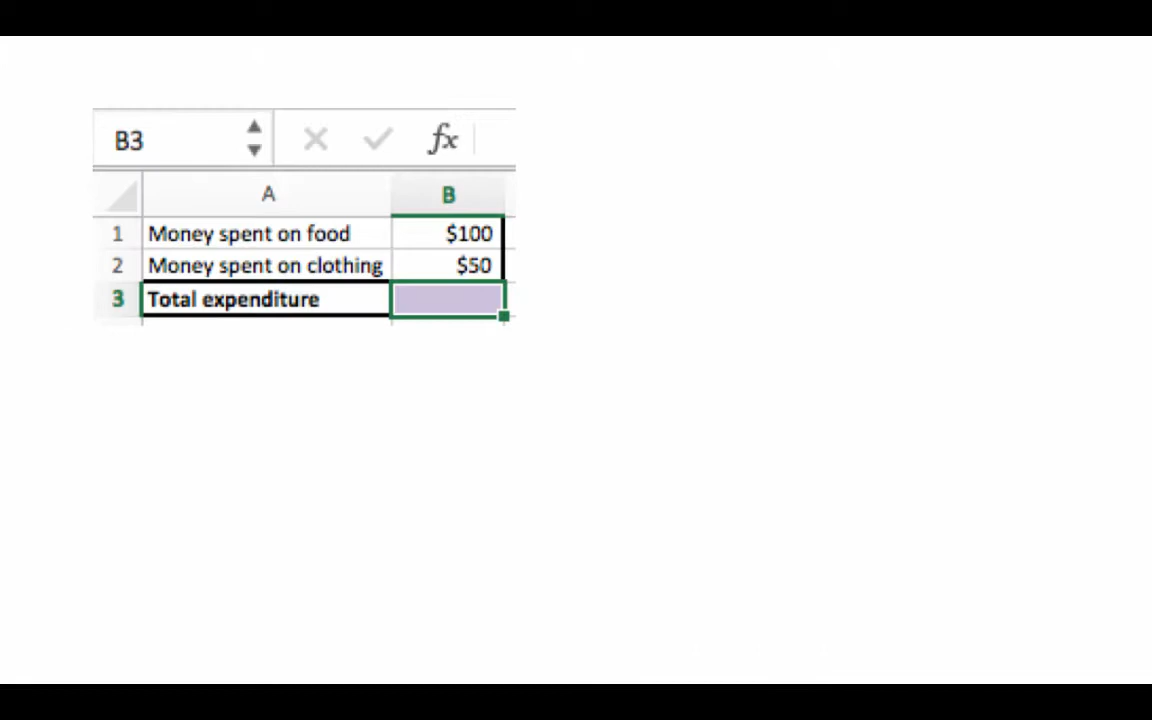 B3 fx
A B
1 Money spent on food $100
2 Money spent on clothing $50
3 Total expenditure